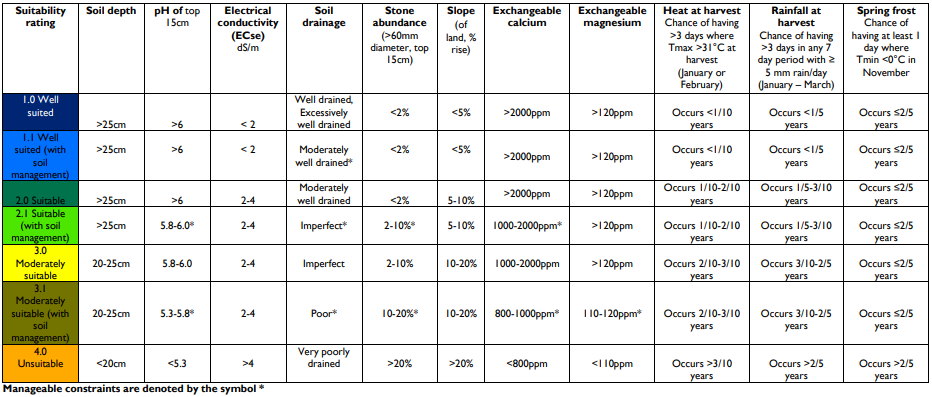 Suitability rating Soil depth pH of top 15cm Electrical conductivity (ECse) dS/m Soil drainage Stone abundance (>60mm diameter, top 15cm) Slope (of land, % rise) Exchangeable calcium Exchangeable magnesium Heat at harvest Chance of having >3 days where Tmax >31°C at harvest (January or February) Rainfall at harvest Chance of having >3 days in any 7 day period with ≥ 5 mm rain/day (January – March) Spring frost Chance of having at least 1 day where Tmin <0°C in November
1.0 Well suited >25cm >6 < 2 Well drained, Excessively well drained <2% <5% >2000ppm >120ppm Occurs <1/10 years Occurs <1/5 years Occurs ≤2/5 years
1.1 Well suited (with soil management) >25cm >6 < 2 Moderately well drained* <2% <5% >2000ppm >120ppm Occurs <1/10 years Occurs <1/5 years Occurs ≤2/5 years
2.0 Suitable >25cm >6 2-4 Moderately well drained <2% 5-10% >2000ppm >120ppm Occurs 1/10-2/10 years Occurs 1/5-3/10 years Occurs ≤2/5 years
2.1 Suitable (with soil management) >25cm 5.8-6.0* 2-4 Imperfect* 2-10%* 5-10% 1000-2000ppm* >120ppm Occurs 1/10-2/10 years Occurs 1/5-3/10 years Occurs ≤2/5 years
3.0 Moderately suitable 20-25cm 5.8-6.0 2-4 Imperfect 2-10% 10-20% 1000-2000ppm >120ppm Occurs 2/10-3/10 years Occurs 3/10-2/5 years Occurs ≤2/5 years
3.1 Moderately suitable (with soil management) 20-25cm 5.3-5.8* 2-4 Poor* 10-20%* 10-20% 800-1000ppm* 110-120ppm* Occurs 2/10-3/10 years Occurs 3/10-2/5 years Occurs ≤2/5 years
4.0 Unsuitable <20cm <5.3 >4 Very poorly drained >20% >20% <800ppm <110ppm Occurs >3/10 years Occurs >2/5 years Occurs >2/5 years
Manageable constraints are denoted by the symbol *